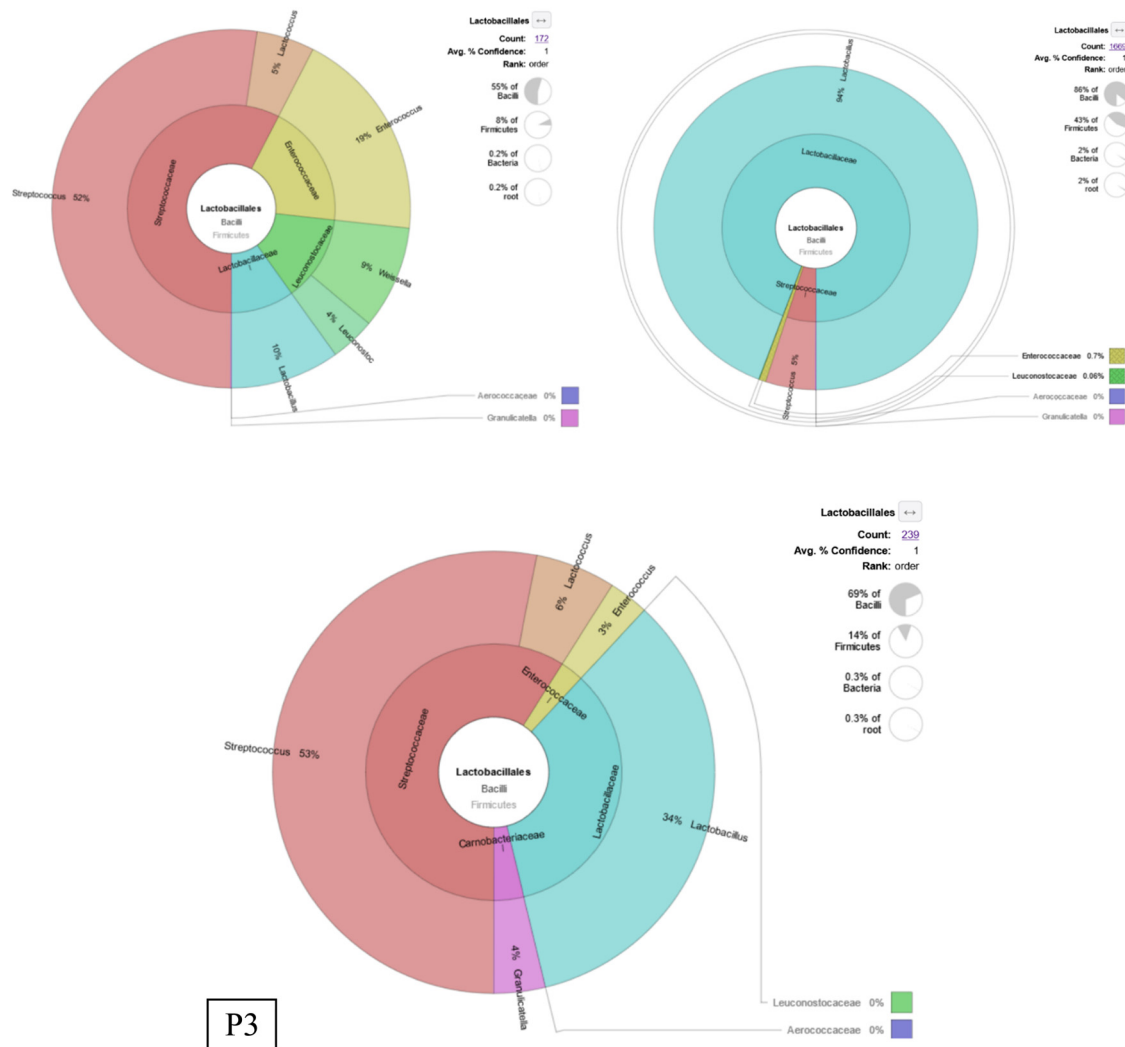 Lactobacillales ↔
Count: 172
Avg. % Confidence: 1
Rank: order
55% of
Bacilli
8% of
Firmicutes
0.2% of
Bacteria
0.2% of
root
5% Lactococcus
19% Enterococcus
Enterococcaceae
Streptococcaceae
Streptococcus 52%
Lactobacillales
Bacilli
Firmicutes
Lactobacillaceae
Leuconostocaceae
9% Weissella
4% Leuconostoc
10% Lactobacillus
Aerococcaceae 0%
Granulicatella 0%
Lactobacillales ↔
Count: 1669
Avg. % Confidence: 1
Rank: order
86% of
Bacilli
43% of
Firmicutes
2% of
Bacteria
2% of
root
94% Lactobacillus
Lactobacillaceae
Lactobacillales
Bacilli
Firmicutes
Streptococcaceae
Streptococcus 5%
Enterococcaceae 0.7%
Leuconostocaceae 0.06%
Aerococcaceae 0%
Granulicatella 0%
Lactobacillales ↔
Count: 239
Avg. % Confidence: 1
Rank: order
69% of
Bacilli
14% of
Firmicutes
0.3% of
Bacteria
0.3% of
root
6% Lactococcus
3% Enterococcus
Enterococcaceae
Streptococcaceae
Streptococcus 53%
Lactobacillales
Bacilli
Firmicutes
Lactobacillaceae
34% Lactobacillus
Carnobacteriaceae
4% Granulicatella
Leuconostocaceae 0%
Aerococcaceae 0%
P3